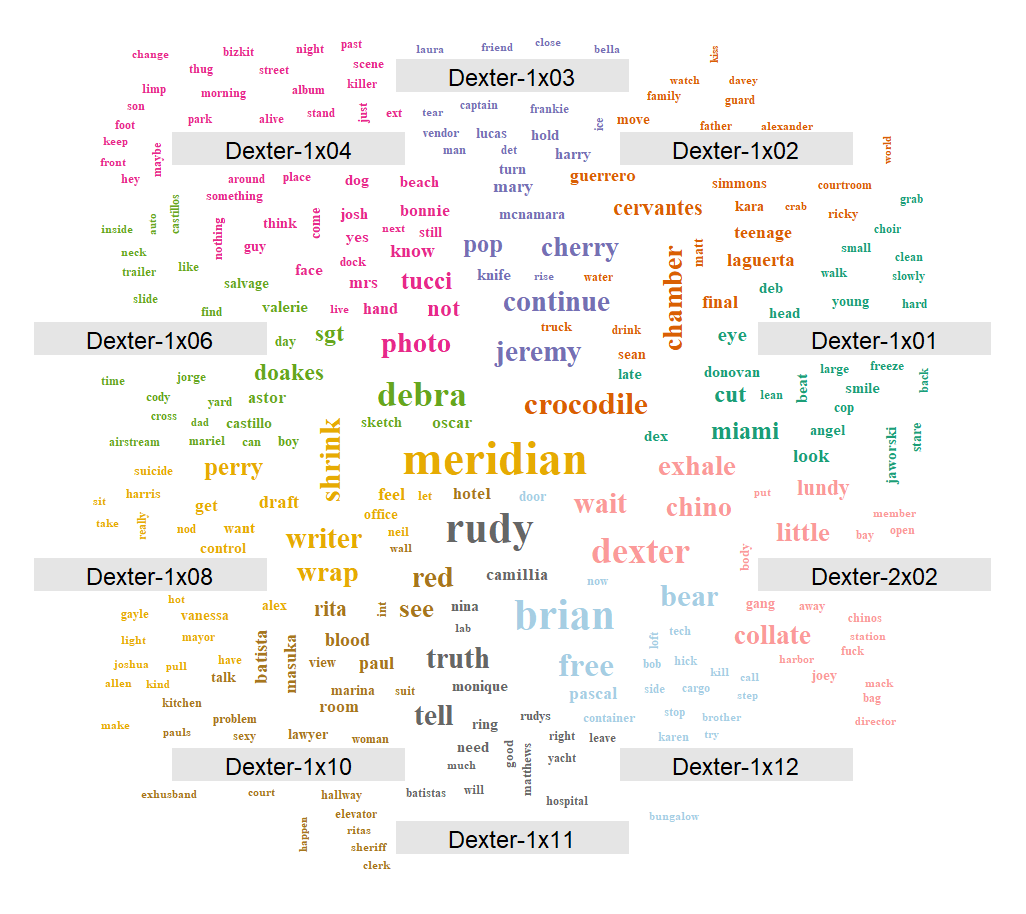 change bizkit night past laura friend close bella kiss
thug street scene
Dexter-1x03
limp morning album killer watch davey
son park alive stand just ext tear captain frankie ice family guard
foot vendor lucas hold move father alexander
keep
Dexter-1x04
Dexter-1x02
front maybe man det harry world
hey around place dog beach turn mary guerrero simmons courtroom
something castillos auto nothing think come josh bonnie mcnamara cervantes kara crab ricky grab
inside yes next still pop cherry matt teenage choir
neck guy know small clean
trailer like face dock knife rise water chamber laguerta walk slowly
slide salvage mrs tucci continue deb young hard
find valerie live hand not truck drink final head
Dexter-1x06
day sgt photo jeremy sean eye
Dexter-1x01
time jorge doakes late donovan large freeze back
cody yard astor debra crocodile cut lean beat smile
cross dad castillo sketch oscar dex miami angel cop
airstream mariel can boy shrink meridian look jaworski stare
suicide perry exhale
sit harris get draft feel let hotel door wait chino put lundy
take really nod want office neil rudy little member
control writer wall dexter body bay open
Dexter-1x08
wrap red camillia now
Dexter-2x02
hot alex rita int see nina brian bear gang away
gayle vanessa chinos
light mayor batista masuka blood lab loft tech collate station
joshua pull have view paul truth free bob hick harbor fuck
allen kind talk marina suit monique pascal side cargo kill call joey mack
kitchen room step bag
make problem tell ring rudys container stop brother director
pauls sexy lawyer woman need good matthews right leave karen try
Dexter-1x10
much yacht
Dexter-1x12
exhusband court hallway batistas will hospital
happen elevator bungalow
ritas
Dexter-1x11
sheriff
clerk